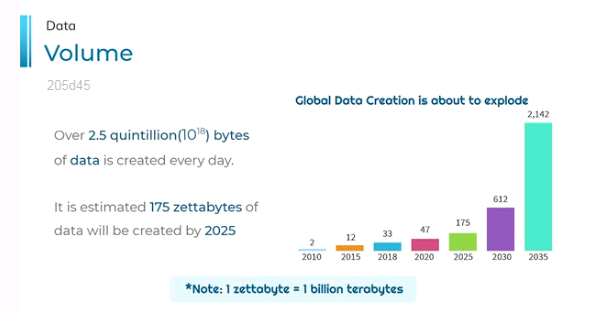 Data
Volume
205d45
Global Data Creation is about to explode
Over 2.5 quintillion(10¹⁸) bytes
of data is created every day.
It is estimated 175 zettabytes of
data will be created by 2025
2 12 33 47 175 612 2,142
2010 2015 2018 2020 2025 2030 2035
*Note: 1 zettabyte = 1 billion terabytes